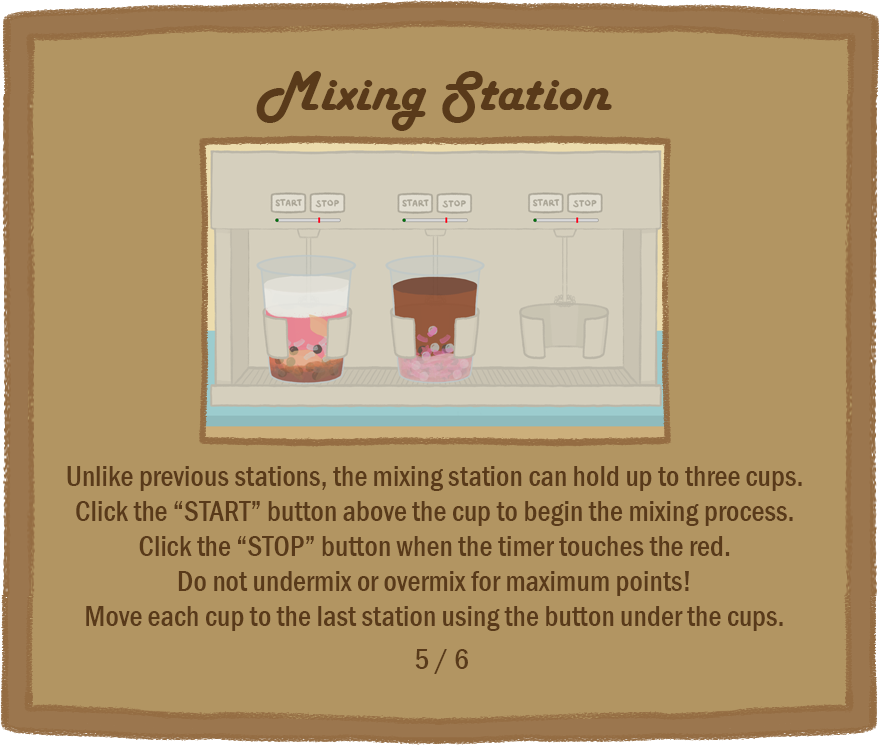 Mixing Station
START STOP START STOP START STOP
Unlike previous stations, the mixing station can hold up to three cups.
Click the “START” button above the cup to begin the mixing process.
Click the “STOP” button when the timer touches the red.
Do not undermix or overmix for maximum points!
Move each cup to the last station using the button under the cups.
5 / 6